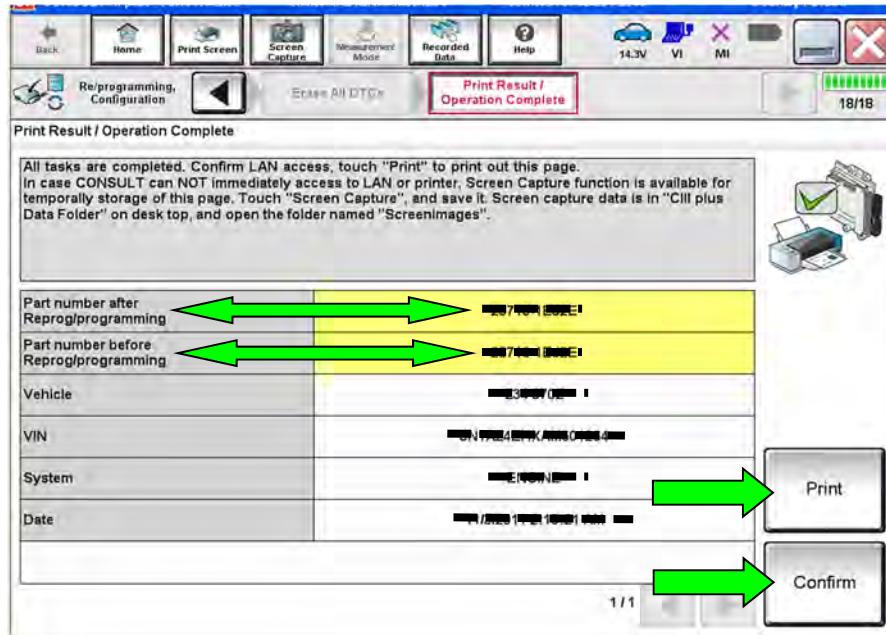 Back
Home
Print Screen
Screen
Capture
Measurement
Mode
Recorded
Data
Help
14.3V
VI
MI
Re/programming,
Configuration
Erase All DTCs
Print Result /
Operation Complete
18/18
Print Result / Operation Complete
All tasks are completed. Confirm LAN access, touch "Print" to print out this page.
In case CONSULT can NOT immediately access to LAN or printer, Screen Capture function is available for
temporally storage of this page. Touch "Screen Capture", and save it. Screen capture data is in "CIII plus
Data Folder" on desk top, and open the folder named "ScreenImages".
Part number after
Reprog/programming
Part number before
Reprog/programming
Vehicle
VIN
System
Date
Print
1/1
Confirm